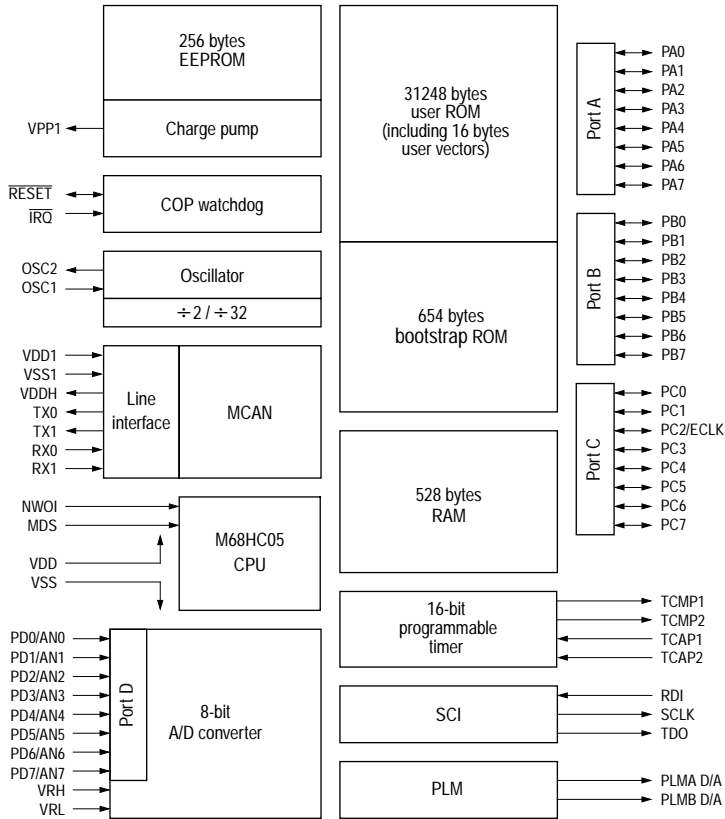 256 bytes
EEPROM
Charge pump
VPP1
RESET
IRQ
COP watchdog
OSC2
OSC1
Oscillator
÷2 / ÷32
VDD1
VSS1
VDDH
TX0
TX1
RX0
RX1
Line
interface
MCAN
NWOI
MDS
VDD
VSS
M68HC05
CPU
PD0/AN0
PD1/AN1
PD2/AN2
PD3/AN3
PD4/AN4
PD5/AN5
PD6/AN6
PD7/AN7
VRH
VRL
Port D
8-bit
A/D converter
31248 bytes
user ROM
(including 16 bytes
user vectors)
654 bytes
bootstrap ROM
528 bytes
RAM
16-bit
programmable
timer
SCI
PLM
Port A
PA0
PA1
PA2
PA3
PA4
PA5
PA6
PA7
Port B
PB0
PB1
PB2
PB3
PB4
PB5
PB6
PB7
Port C
PC0
PC1
PC2/ECLK
PC3
PC4
PC5
PC6
PC7
TCMP1
TCMP2
TCAP1
TCAP2
RDI
SCLK
TDO
PLMA D/A
PLMB D/A